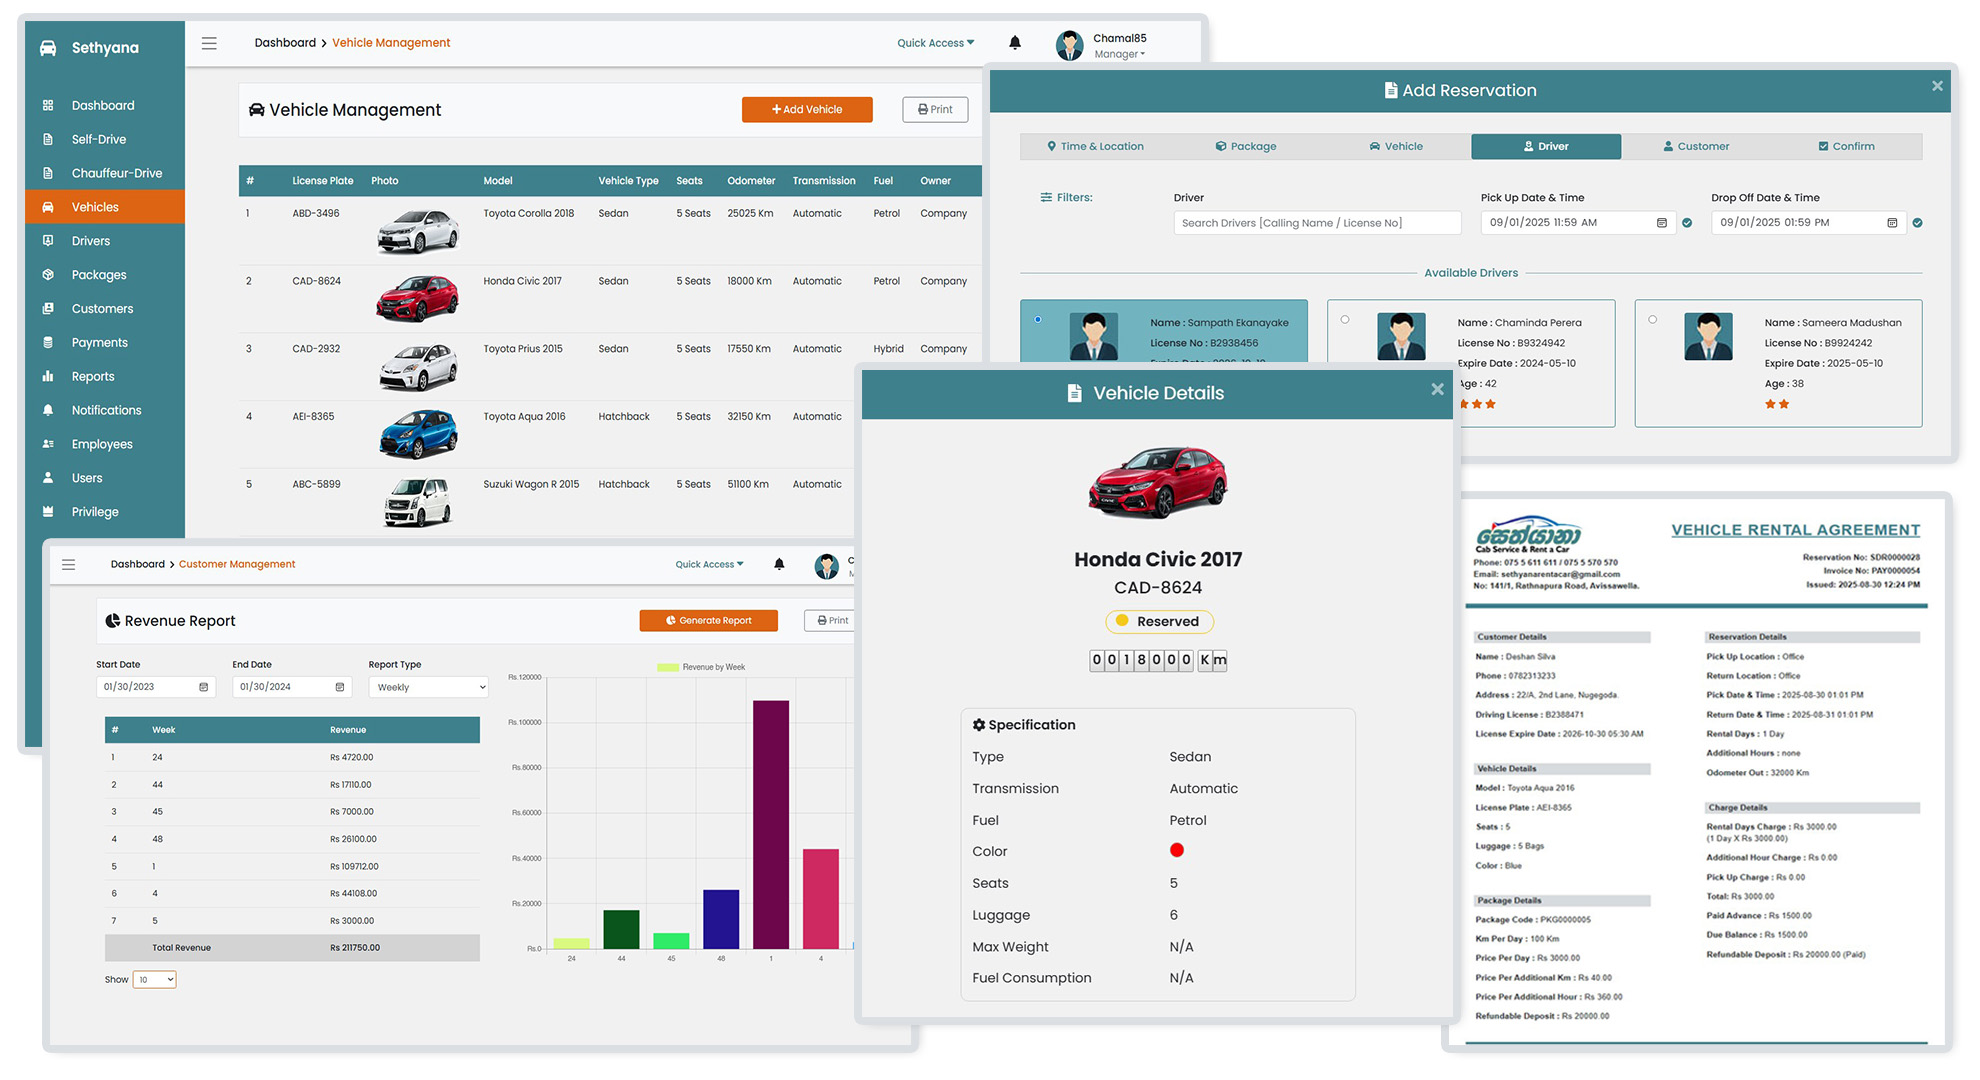 Sethyana
Dashboard
Self-Drive
Chauffeur-Drive
Vehicles
Drivers
Packages
Customers
Payments
Reports
Notifications
Employees
Users
Privilege
Dashboard > Vehicle Management
Quick Access
Chamal85
Manager
Vehicle Management
+ Add Vehicle
Print
# License Plate Photo Model Vehicle Type Seats Odometer Transmission Fuel Owner
1 ABD-3496 Toyota Corolla 2018 Sedan 5 Seats 25025 Km Automatic Petrol Company
2 CAD-8624 Honda Civic 2017 Sedan 5 Seats 18000 Km Automatic Petrol Company
3 CAD-2932 Toyota Prius 2015 Sedan 5 Seats 17550 Km Automatic Hybrid Company
4 AEI-8365 Toyota Aqua 2016 Hatchback 5 Seats 32150 Km Automatic
5 ABC-5899 Suzuki Wagon R 2015 Hatchback 5 Seats 51100 Km Automatic
Add Reservation
Time & Location Package Vehicle Driver Customer Confirm
Filters:
Driver
Search Drivers [Calling Name / License No]
Pick Up Date & Time
09/01/2025 11:59 AM
Drop Off Date & Time
09/01/2025 01:59 PM
Available Drivers
Name : Sampath Ekanayake
License No : B2938456
Name : Chaminda Perera
License No : B9324942
Expire Date : 2024-05-10
Age : 42
Name : Sameera Madushan
License No : B9924242
Expire Date : 2025-05-10
Age : 38
Dashboard > Customer Management
Quick Access
Revenue Report
Generate Report
Print
Start Date
01/30/2023
End Date
01/30/2024
Report Type
Weekly
# Week Revenue
1 24 Rs 4720.00
2 44 Rs 17110.00
3 45 Rs 7000.00
4 48 Rs 26100.00
5 1 Rs 109712.00
6 4 Rs 44108.00
7 5 Rs 3000.00
Total Revenue Rs 211750.00
Show 10
Revenue by Week
Rs.120000
Rs.100000
Rs.80000
Rs.60000
Rs.40000
Rs.20000
Rs.0
24 44 45 48 1 4
Vehicle Details
CIVIC
Honda Civic 2017
CAD-8624
Reserved
0018000 Km
Specification
Type Sedan
Transmission Automatic
Fuel Petrol
Color
Seats 5
Luggage 6
Max Weight N/A
Fuel Consumption N/A
සෙත්යානා
Cab Service & Rent a Car
Phone: 075 5 611 611 / 075 5 570 570
Email: sethyanarentacar@gmail.com
No: 141/1, Rathnapura Road, Avissawella.
VEHICLE RENTAL AGREEMENT
Reservation No: SDR0000028
Invoice No: PAY0000054
Issued: 2025-08-30 12:24 PM
Customer Details
Name : Deshan Silva
Phone : 0782313233
Address : 22/A, 2nd Lane, Nugegoda.
Driving License : B2388471
License Expire Date : 2026-10-30 05:30 AM
Vehicle Details
Model : Toyota Aqua 2016
License Plate : AEI-8365
Seats : 5
Luggage : 5 Bags
Color : Blue
Package Details
Package Code : PKG0000005
Km Per Day : 100 Km
Price Per Day : Rs 3000.00
Price Per Additional Km : Rs 40.00
Price Per Additional Hour : Rs 360.00
Refundable Deposit : Rs 20000.00
Reservation Details
Pick Up Location : Office
Return Location : Office
Pick Date & Time : 2025-08-30 01:01 PM
Return Date & Time : 2025-08-31 01:01 PM
Rental Days : 1 Day
Additional Hours : none
Odometer Out : 32000 Km
Charge Details
Rental Days Charge : Rs 3000.00
(1 Day X Rs 3000.00)
Additional Hour Charge : Rs 0.00
Pick Up Charge : Rs 0.00
Total: Rs 3000.00
Paid Advance : Rs 1500.00
Due Balance : Rs 1500.00
Refundable Deposit : Rs 20000.00 (Paid)